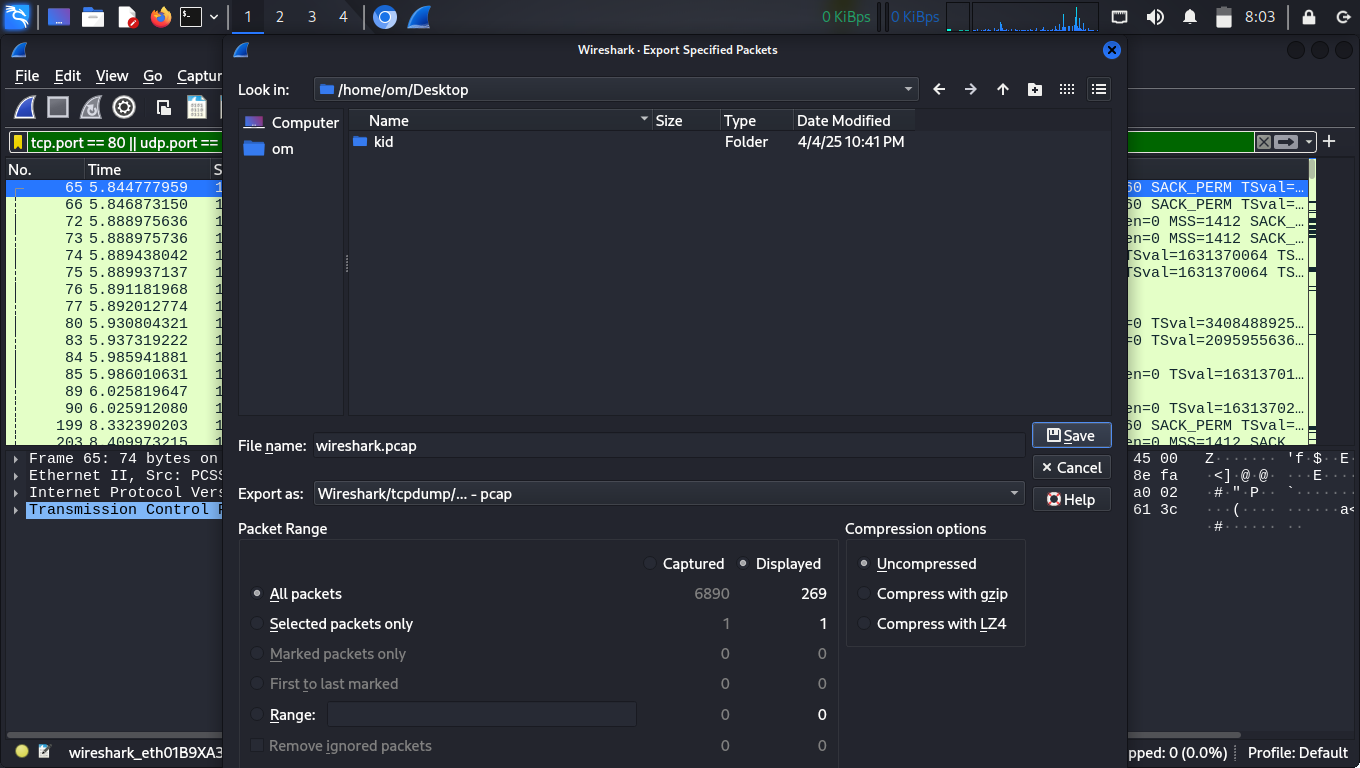 1 2 3 4 0 KiBps 0 KiBps 8:03
Wireshark · Export Specified Packets
File Edit View Go Captur
Look in: /home/om/Desktop
Computer
om
Name Size Type Date Modified
kid Folder 4/4/25 10:41 PM
tcp.port == 80 || udp.port ==
No. Time S
65 5.844777959 1 60 SACK_PERM TSval=…
66 5.846873150 1 60 SACK_PERM TSval=…
72 5.888975636 1 en=0 MSS=1412 SACK_…
73 5.888975736 1 en=0 MSS=1412 SACK_…
74 5.889438042 1 TSval=1631370064 TS…
75 5.889937137 1 TSval=1631370064 TS…
76 5.891181968 1
77 5.892012774 1
80 5.930804321 1 =0 TSval=3408488925…
83 5.937319222 1 =0 TSval=2095955636…
84 5.985941881 1
85 5.986010631 1 en=0 TSval=16313701…
89 6.025819647 1
90 6.025912080 1 en=0 TSval=16313702…
199 8.332390203 1 60 SACK_PERM TSval=…
203 8.409973215 1 en=0 MSS=1412 SACK_
File name: wireshark.pcap Save
Cancel
Export as: Wireshark/tcpdump/... - pcap Help
Frame 65: 74 bytes on
Ethernet II, Src: PCSS
Internet Protocol Vers
Transmission Control P
45 00 Z······· 'f·$··E·
8e fa ·<]·@·@· ···E····
a0 02 ·#·"·P·· `·······
61 3c ···(···· ······a<
·#······ ··
Packet Range
Captured Displayed
All packets 6890 269
Selected packets only 1 1
Marked packets only 0 0
First to last marked 0 0
Range: 0 0
Remove ignored packets 0 0
Compression options
Uncompressed
Compress with gzip
Compress with LZ4
wireshark_eth01B9XA3 pped: 0 (0.0%) Profile: Default